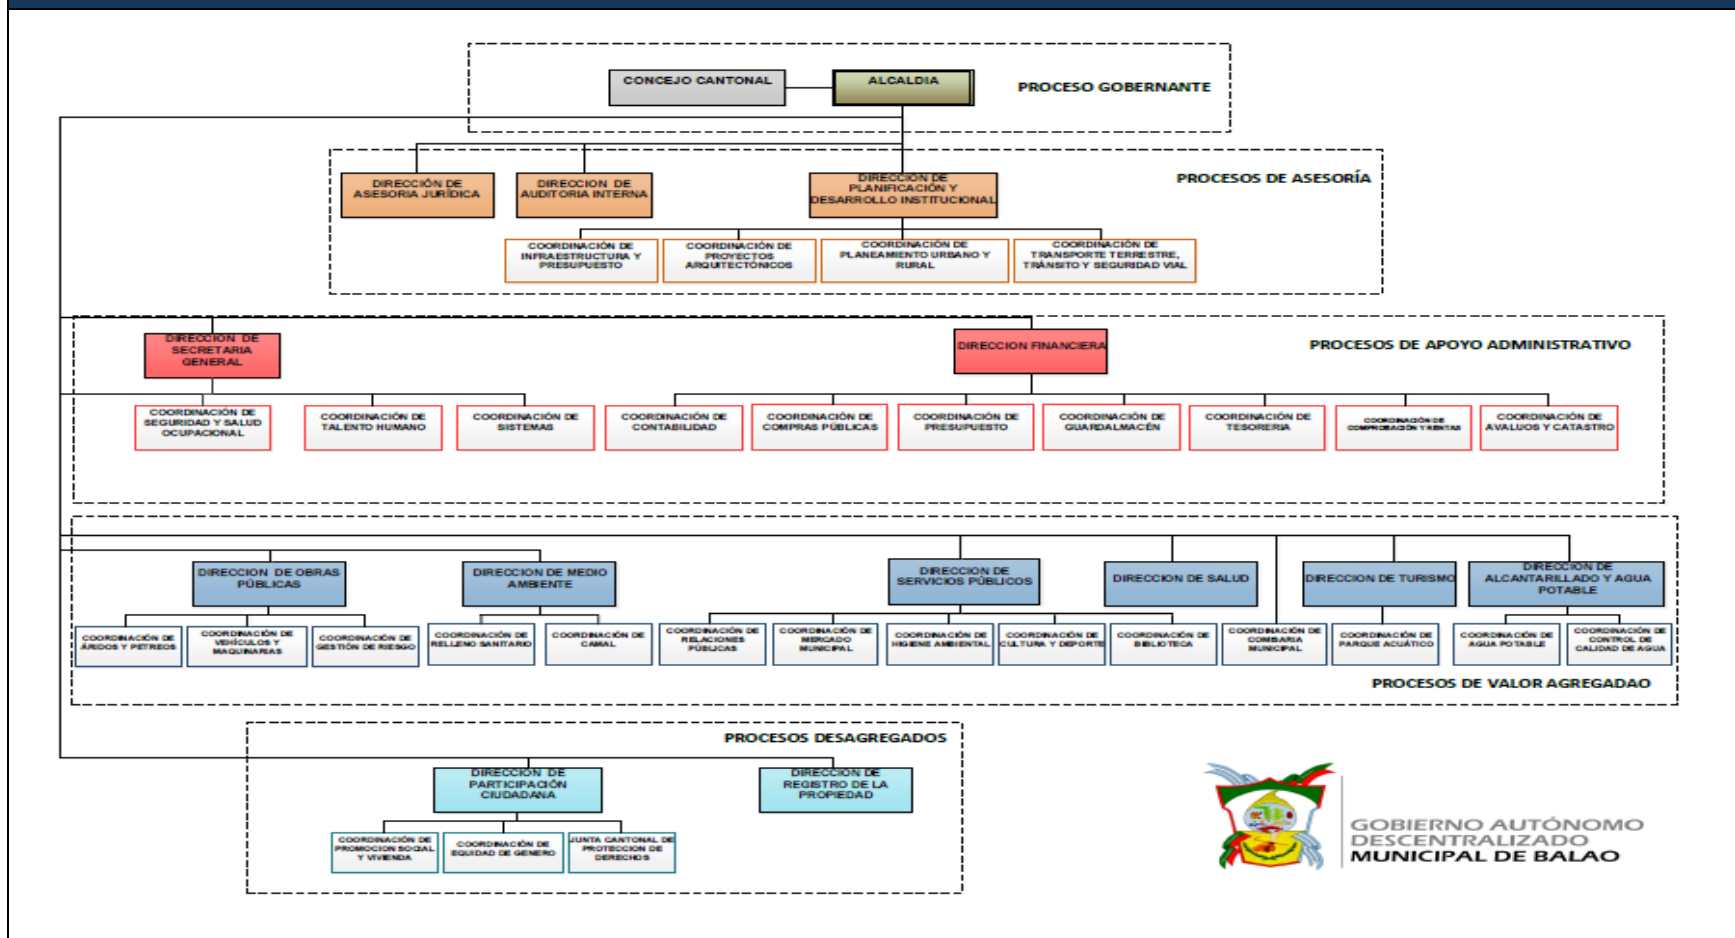 CONCEJO CANTONAL
ALCALDIA
PROCESO GOBERNANTE
PROCESOS DE ASESORÍA
DIRECCIÓN DE
ASESORIA JURÍDICA
DIRECCION DE
AUDITORIA INTERNA
DIRECCIÓN DE
PLANIFICACIÓN Y
DESARROLLO INSTITUCIONAL
COORDINACIÓN DE
INFRAESTRUCTURA Y
PRESUPUESTO
COORDINACIÓN DE
PROYECTOS
ARQUITECTÓNICOS
COORDINACIÓN DE
PLANEAMIENTO URBANO Y
RURAL
COORDINACIÓN DE
TRANSPORTE TERRESTRE,
TRÁNSITO Y SEGURIDAD VIAL
DIRECCION DE
SECRETARIA
GENERAL
DIRECCION FINANCIERA
PROCESOS DE APOYO ADMINISTRATIVO
COORDINACIÓN DE
SEGURIDAD Y SALUD
OCUPACIONAL
COORDINACIÓN DE
TALENTO HUMANO
COORDINACIÓN DE
SISTEMAS
COORDINACIÓN DE
CONTABILIDAD
COORDINACIÓN DE
COMPRAS PÚBLICAS
COORDINACIÓN DE
PRESUPUESTO
COORDINACIÓN DE
GUARDALMACÉN
COORDINACIÓN DE
TESORERIA
COORDINACIÓN DE
COMPROBACIÓN Y RENTAS
COORDINACIÓN DE
AVALUOS Y CATASTRO
DIRECCION DE OBRAS
PÚBLICAS
DIRECCION DE MEDIO
AMBIENTE
DIRECCION DE
SERVICIOS PÚBLICOS
DIRECCION DE SALUD
DIRECCION DE TURISMO
DIRECCION DE
ALCANTARILLADO Y AGUA
POTABLE
COORDINACIÓN DE
ÁRIDOS Y PETREOS
COORDINACIÓN DE
VEHÍCULOS Y
MAQUINARIAS
COORDINACIÓN DE
GESTIÓN DE RIESGO
COORDINACIÓN DE
RELLENO SANITARIO
COORDINACIÓN DE
CAMAL
COORDINACIÓN DE
RELACIONES
PÚBLICAS
COORDINACIÓN DE
MERCADO
MUNICIPAL
COORDINACIÓN DE
HIGIENE AMBIENTAL
COORDINACIÓN DE
CULTURA Y DEPORTE
COORDINACIÓN DE
BIBLIOTECA
COORDINACIÓN DE
COMISARIA
MUNICIPAL
COORDINACIÓN DE
PARQUE ACUÁTICO
COORDINACIÓN DE
AGUA POTABLE
COORDINACIÓN DE
CONTROL DE
CALIDAD DE AGUA
PROCESOS DE VALOR AGREGADAO
PROCESOS DESAGREGADOS
DIRECCIÓN DE
PARTICIPACIÓN
CIUDADANA
DIRECCION DE
REGISTRO DE LA
PROPIEDAD
COORDINACIÓN DE
PROMOCION SOCIAL
Y VIVIENDA
COORDINACIÓN DE
EQUIDAD DE GENERO
JUNTA CANTONAL DE
PROTECCION DE
DERECHOS
GOBIERNO AUTÓNOMO
DESCENTRALIZADO
MUNICIPAL DE BALAO